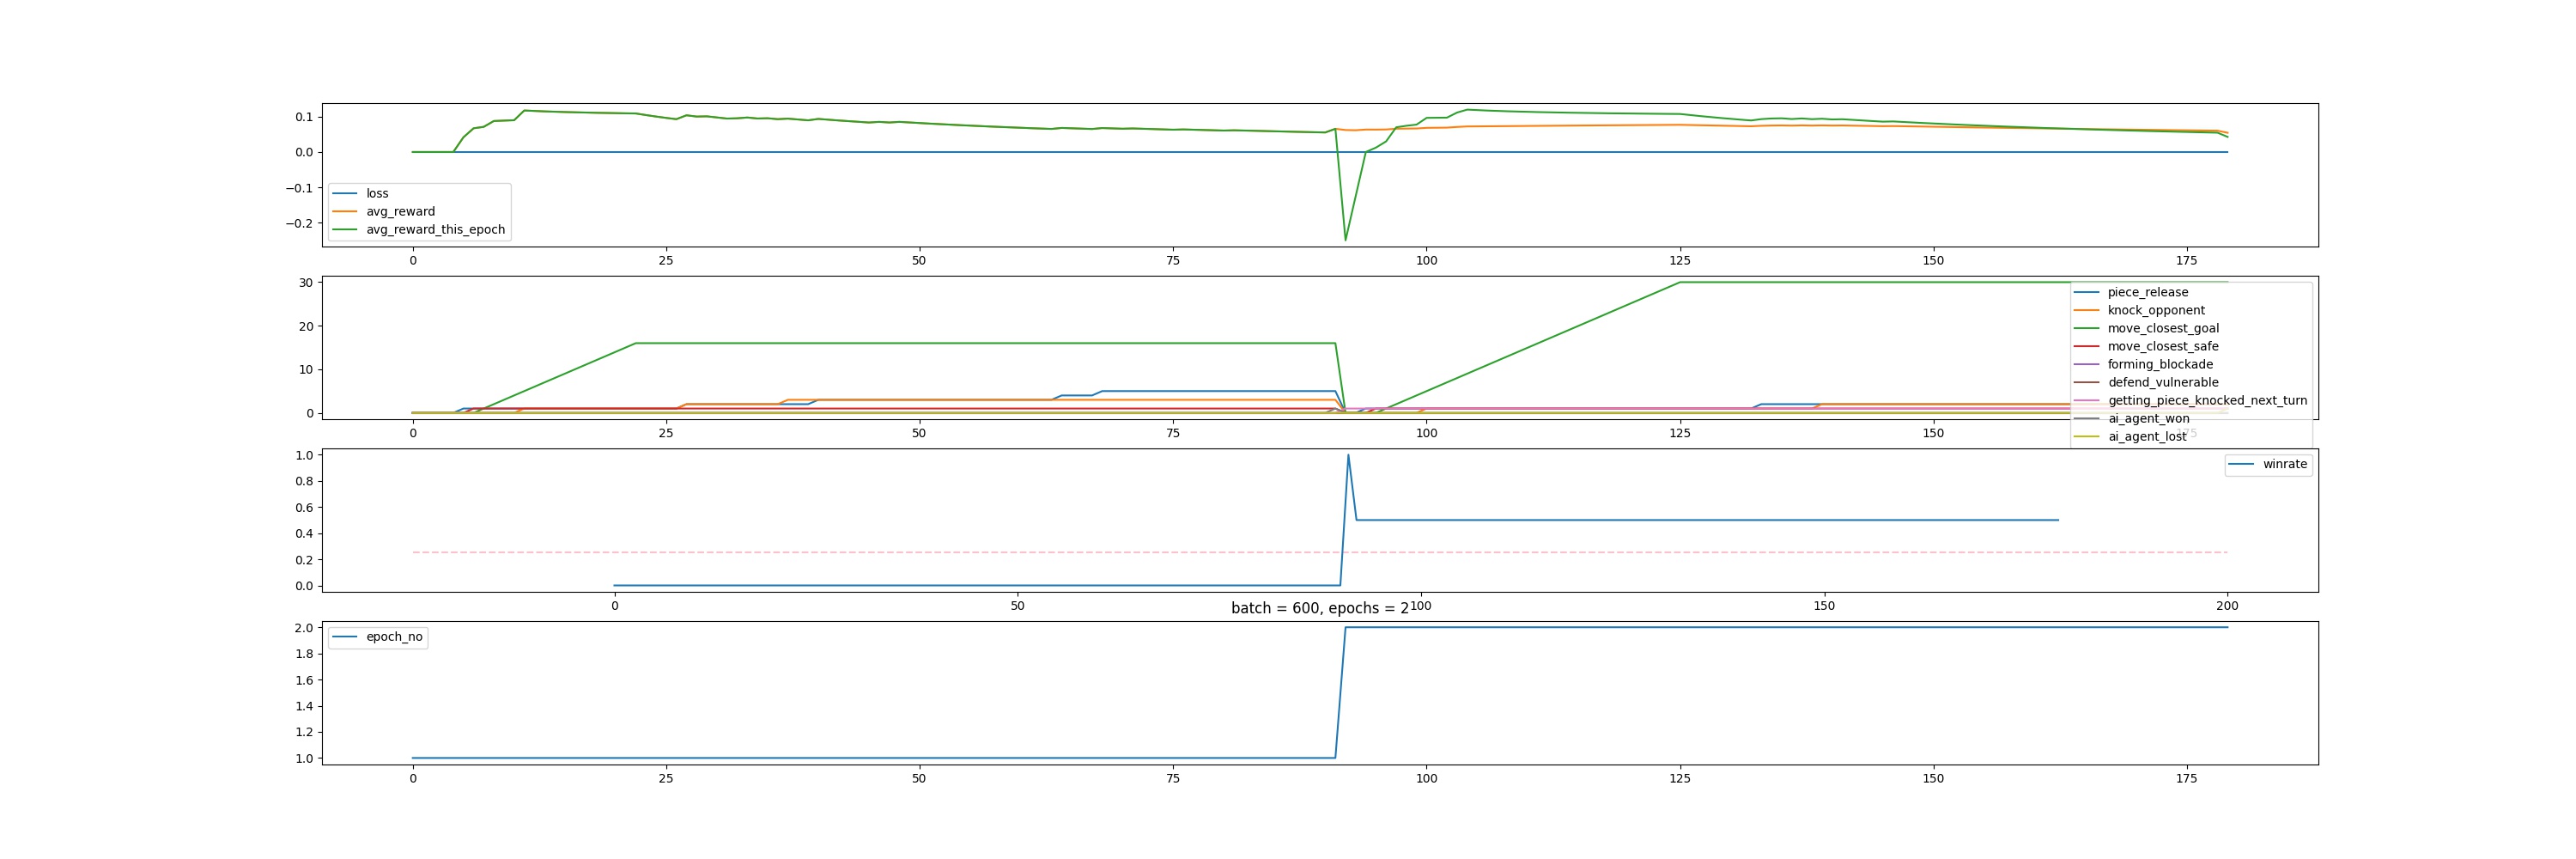 0.1
0.0
−0.1
−0.2
loss
avg_reward
avg_reward_this_epoch
0 25 50 75 100 125 150 175
30
20
10
0
piece_release
knock_opponent
move_closest_goal
move_closest_safe
forming_blockade
defend_vulnerable
getting_piece_knocked_next_turn
ai_agent_won
ai_agent_lost
0 25 50 75 100 125 150 175
1.0
0.8
0.6
0.4
0.2
0.0
winrate
0 50 100 150 200
batch = 600, epochs = 2
2.0
1.8
1.6
1.4
1.2
1.0
epoch_no
0 25 50 75 100 125 150 175